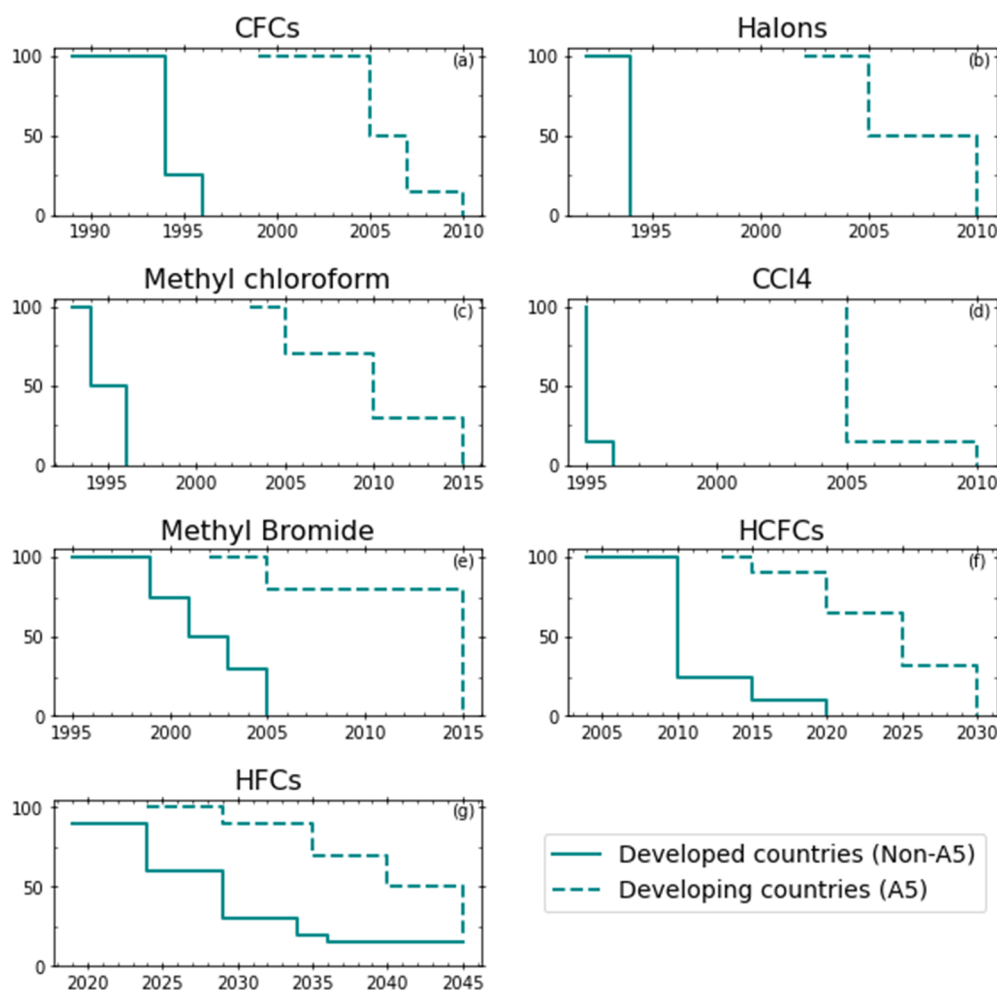 CFCs
(a)
100
50
0
1990 1995 2000 2005 2010
Halons
(b)
100
50
0
1995 2000 2005 2010
Methyl chloroform
(c)
100
50
0
1995 2000 2005 2010 2015
CCl4
(d)
100
50
0
1995 2000 2005 2010
Methyl Bromide
(e)
100
50
0
1995 2000 2005 2010 2015
HCFCs
(f)
100
50
0
2005 2010 2015 2020 2025 2030
HFCs
(g)
100
50
0
2020 2025 2030 2035 2040 2045
Developed countries (Non-A5)
Developing countries (A5)